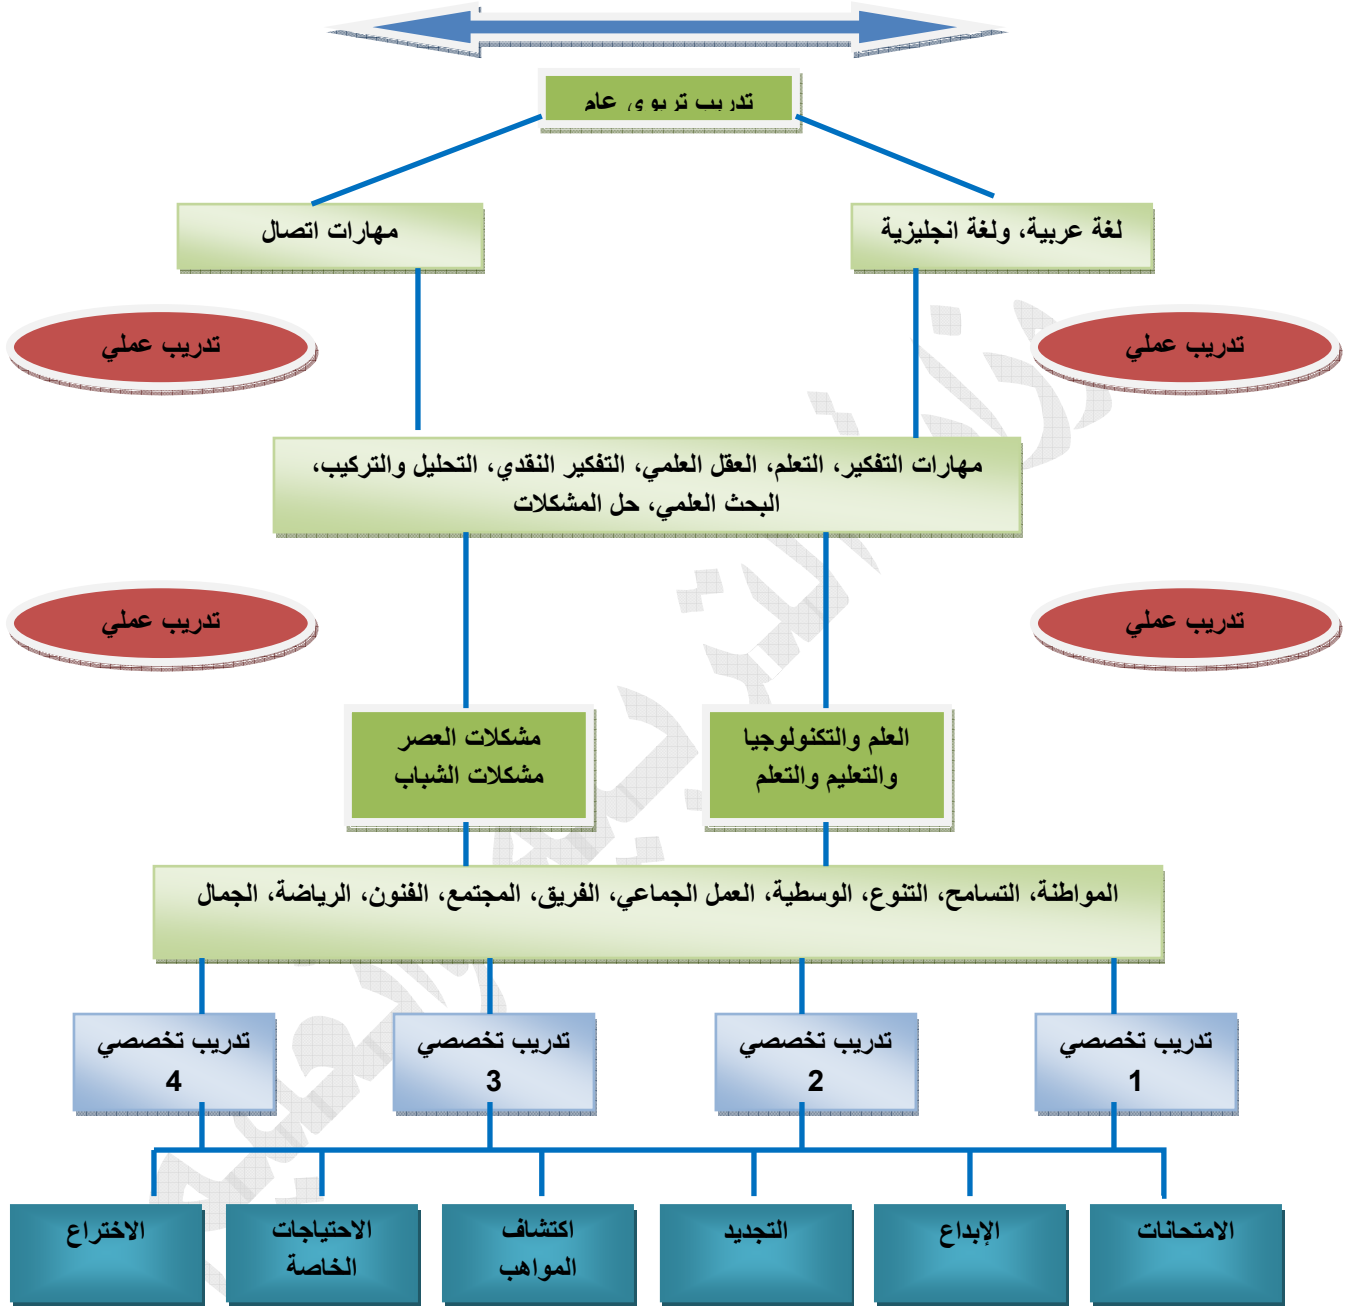 تدريب تربوي عام
لغة عربية، ولغة انجليزية
مهارات اتصال
تدريب عملي
تدريب عملي
مهارات التفكير، التعلم، العقل العلمي، التفكير النقدي، التحليل والتركيب،
البحث العلمي، حل المشكلات
تدريب عملي
تدريب عملي
العلم والتكنولوجيا
والتعليم والتعلم
مشكلات العصر
مشكلات الشباب
المواطنة، التسامح، التنوع، الوسطية، العمل الجماعي، الفريق، المجتمع، الفنون، الرياضة، الجمال
تدريب تخصصي
1
تدريب تخصصي
2
تدريب تخصصي
3
تدريب تخصصي
4
الامتحانات
الإبداع
التجديد
اكتشاف
المواهب
الاحتياجات
الخاصة
الاختراع